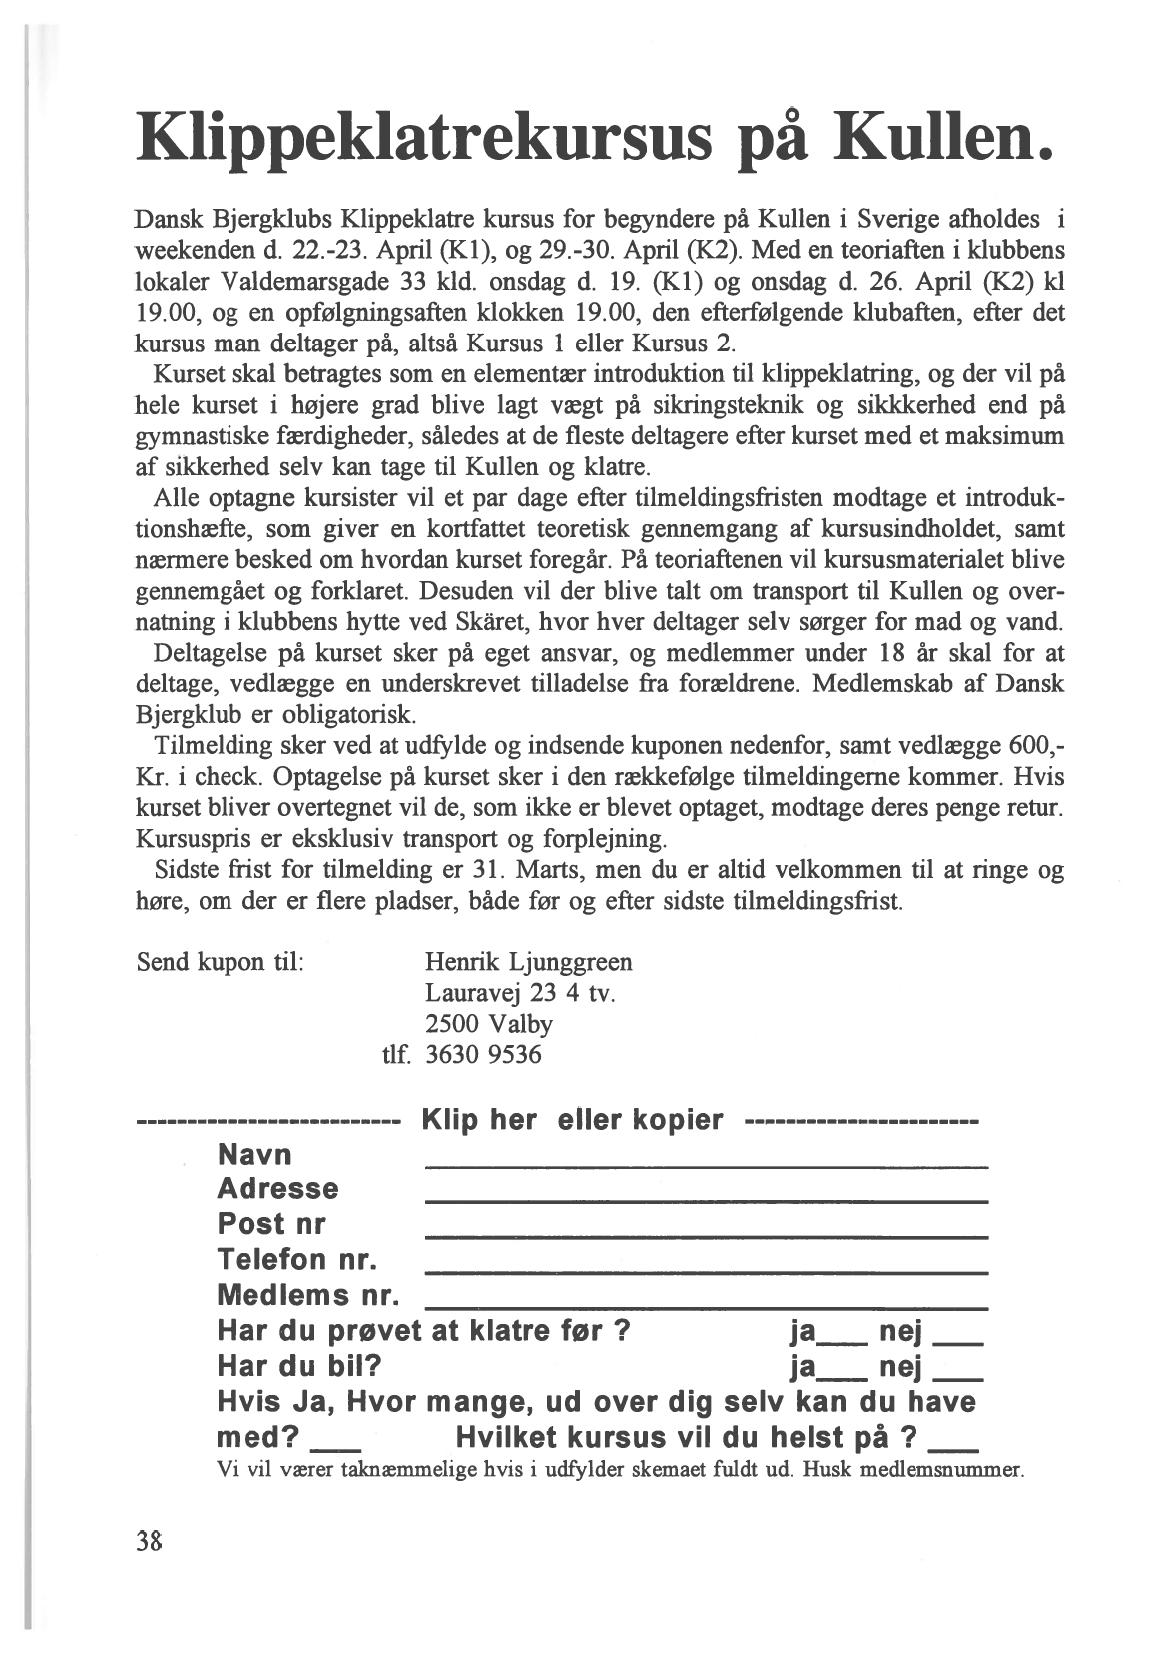 Klippeklatrekursus på Kullen.
Dansk Bjergklubs Klippeklatre kursus for begyndere på Kullen i Sverige afholdes i
weekenden d. 22.-23. April (K1), og 29.-30. April (K2). Med en teoriaften i klubbens
lokaler Valdemarsgade 33 kld. onsdag d. 19. (K1) og onsdag d. 26. April (K2) kl
19.00, og en opfølgningsaften klokken 19.00, den efterfølgende klubaften, efter det
kursus man deltager på, altså Kursus 1 eller Kursus 2.
Kurset skal betragtes som en elementær introduktion til klippeklatring, og der vil på
hele kurset i højere grad blive lagt vægt på sikringsteknik og sikkkerhed end på
gymnastiske færdigheder, således at de fleste deltagere efter kurset med et maksimum
af sikkerhed selv kan tage til Kullen og klatre.
Alle optagne kursister vil et par dage efter tilmeldingsfristen modtage et introduk-
tionshæfte, som giver en kortfattet teoretisk gennemgang af kursusindholdet, samt
nærmere besked om hvordan kurset foregår. På teoriaftenen vil kursusmaterialet blive
gennemgået og forklaret. Desuden vil der blive talt om transport til Kullen og over-
natning i klubbens hytte ved Skäret, hvor hver deltager selv sørger for mad og vand.
Deltagelse på kurset sker på eget ansvar, og medlemmer under 18 år skal for at
deltage, vedlægge en underskrevet tilladelse fra forældrene. Medlemskab af Dansk
Bjergklub er obligatorisk.
Tilmelding sker ved at udfylde og indsende kuponen nedenfor, samt vedlægge 600,-
Kr. i check. Optagelse på kurset sker i den rækkefølge tilmeldingerne kommer. Hvis
kurset bliver overtegnet vil de, som ikke er blevet optaget, modtage deres penge retur.
Kursuspris er eksklusiv transport og forplejning.
Sidste frist for tilmelding er 31. Marts, men du er altid velkommen til at ringe og
høre, om der er flere pladser, både før og efter sidste tilmeldingsfrist.
Send kupon til: Henrik Ljunggreen
Lauravej 23 4 tv.
2500 Valby
tlf. 3630 9536
-------------------------- Klip her eller kopier -----------------------
Navn
Adresse
Post nr
Telefon nr.
Medlems nr.
Har du prøvet at klatre før ? ja___ nej ___
Har du bil? ja___ nej ___
Hvis Ja, Hvor mange, ud over dig selv kan du have
med? ___ Hvilket kursus vil du helst på ? ___
Vi vil værer taknæmmelige hvis i udfylder skemaet fuldt ud. Husk medlemsnummer.
38